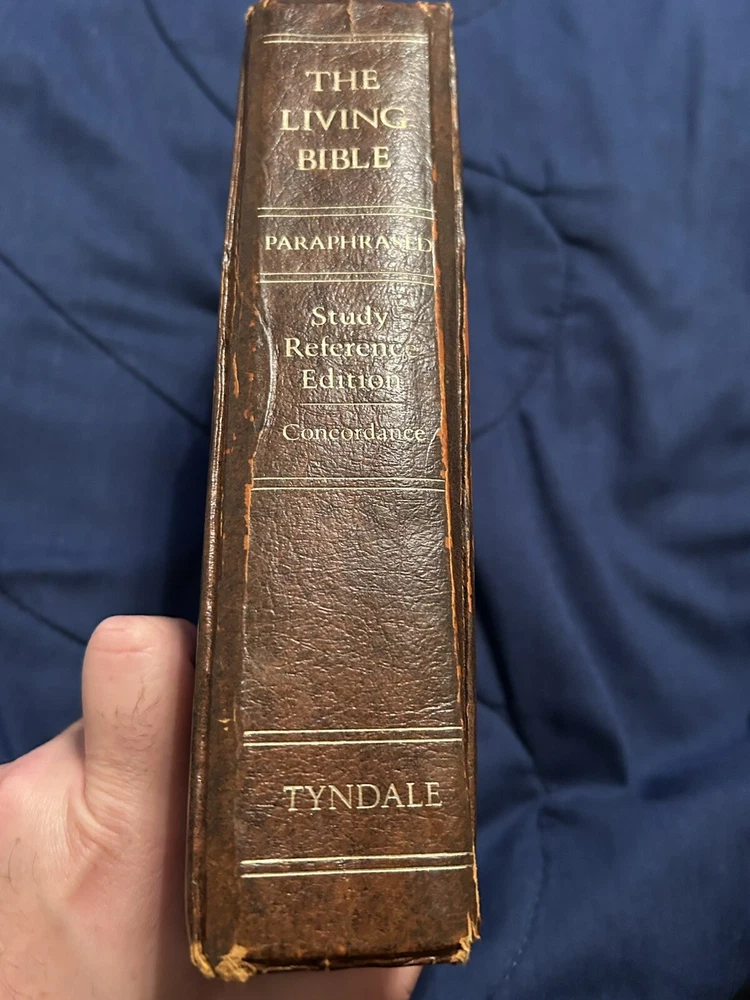 THE
LIVING
BIBLE
PARAPHRASED
Study
Reference
Edition
Concordance
TYNDALE